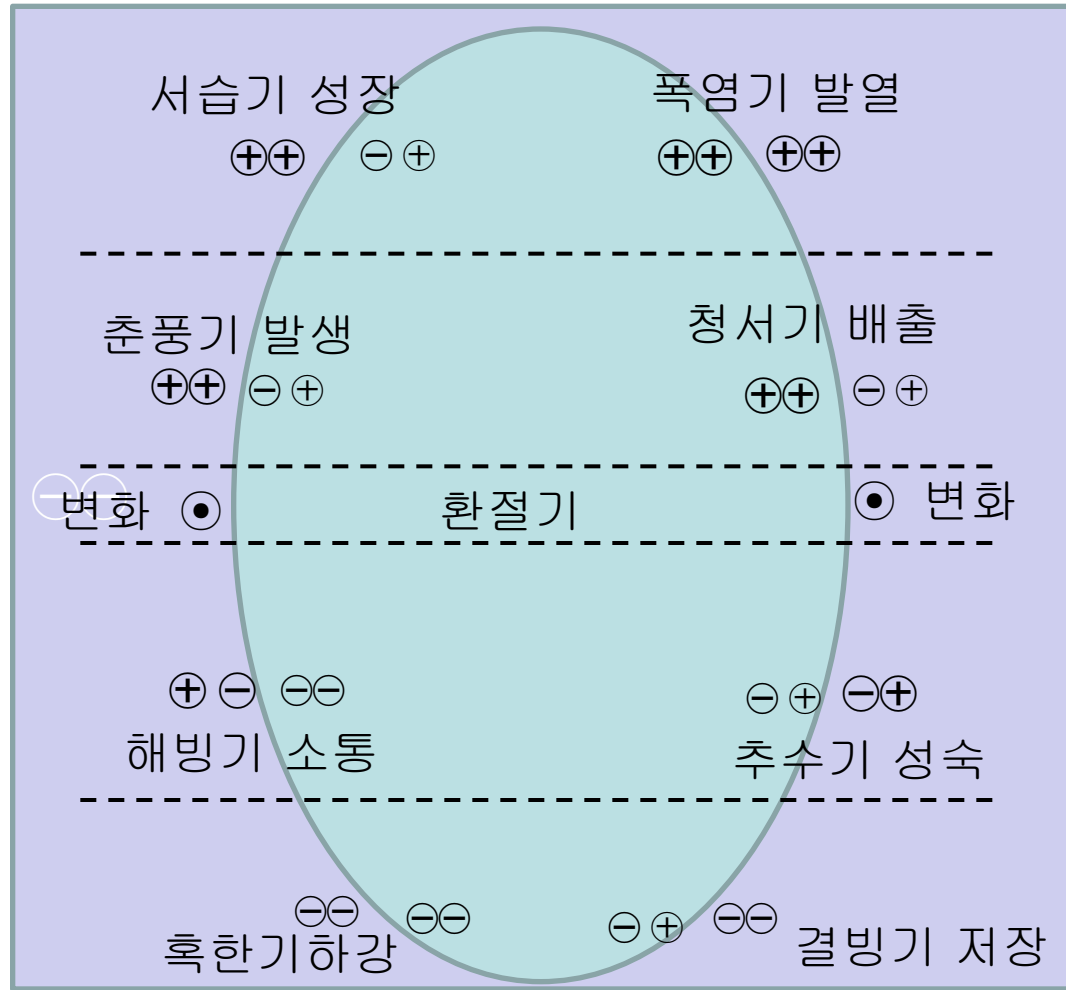 서습기 성장 폭염기 발열
⊕⊕ ⊖⊕ ⊕⊕ ⊕⊕
춘풍기 발생 청서기 배출
⊕⊕ ⊖⊕ ⊕⊕ ⊖⊕
⊖⊖
변화 ⊙ 환절기 ⊙ 변화
⊕⊖ ⊖⊖ ⊖⊕ ⊖⊕
해빙기 소통 추수기 성숙
⊖⊖ ⊖⊖ ⊖⊕ ⊖⊖
혹한기하강 결빙기 저장